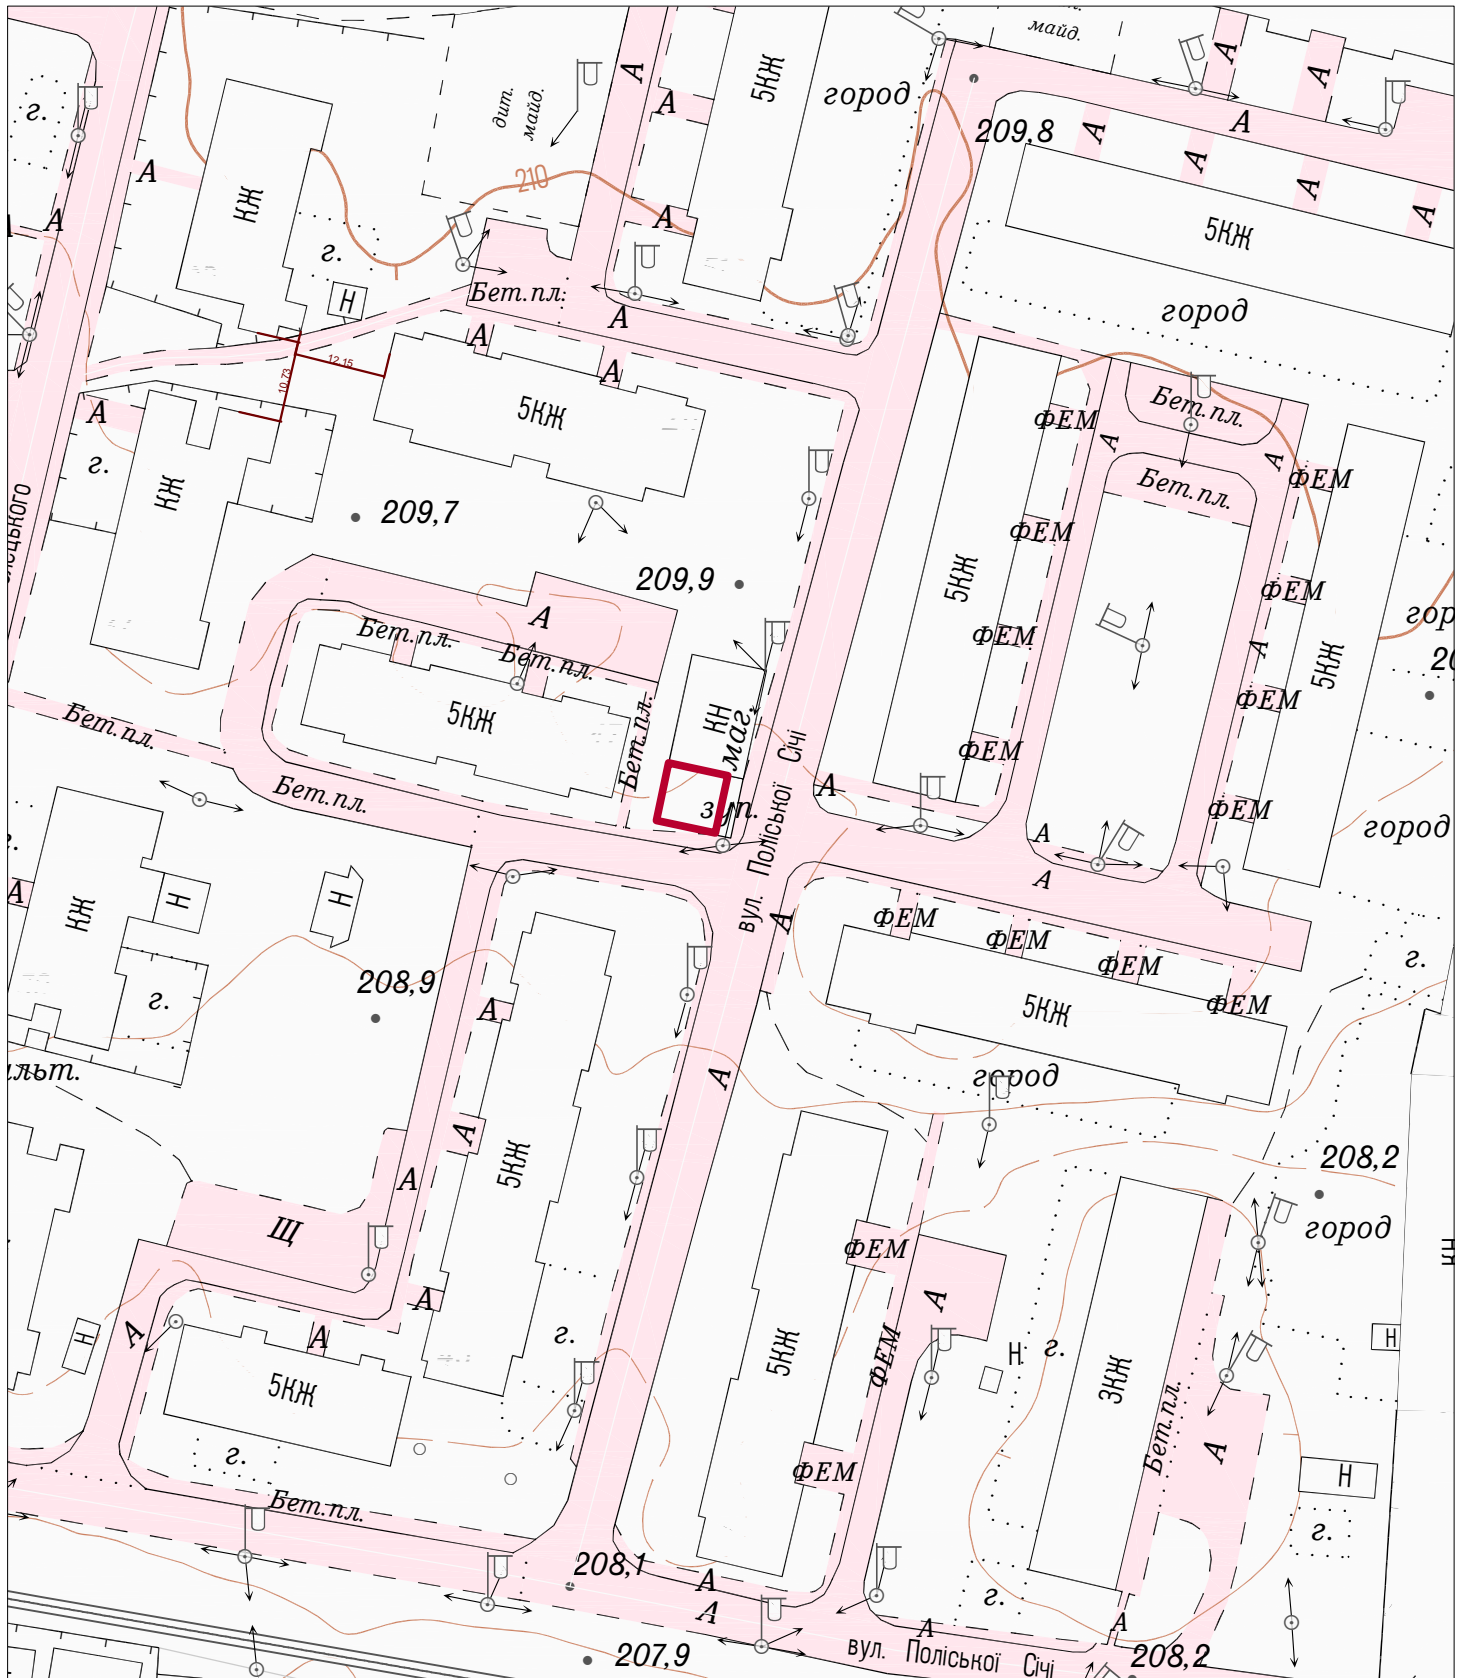 майд.
А
А
5КЖ
город
г.
дит.
майд.
А
А
209,8
А
А
А
А
210
КЖ
А
А
А
А
5КЖ
г.
Н
Бет.пл.
А
А
город
12,15
10,73
А
5КЖ
А
ФЕМ
А
Бет.пл.
А
г.
КЖ
209,7
Бет.пл.
ФЕМ
ФЕМ
5КЖ
209,9
ФЕМ
А
Бет.пл.
Бет.пл.
ФЕМ
А
5КЖ
5КЖ
Бет.пл.
Бет.пл.
КН
маг.
ФЕМ
ФЕМ
Бет.пл.
зуп.
А
ФЕМ
город
А
А
вул. Поліської Січі
А
КЖ
Н
Н
А
ФЕМ
ФЕМ
ФЕМ
ФЕМ
г.
208,9
г.
А
5КЖ
А
город
А
5КЖ
208,2
А
Щ
ФЕМ
город
А
А
А
Н
А
5КЖ
г.
5КЖ
ФЕМ
Н
г.
3КЖ
Н
Бет.пл.
А
г.
ФЕМ
Н
Бет.пл.
г.
208,1
А
А
г.
А
А
207,9
вул. Поліської Січі
208,2